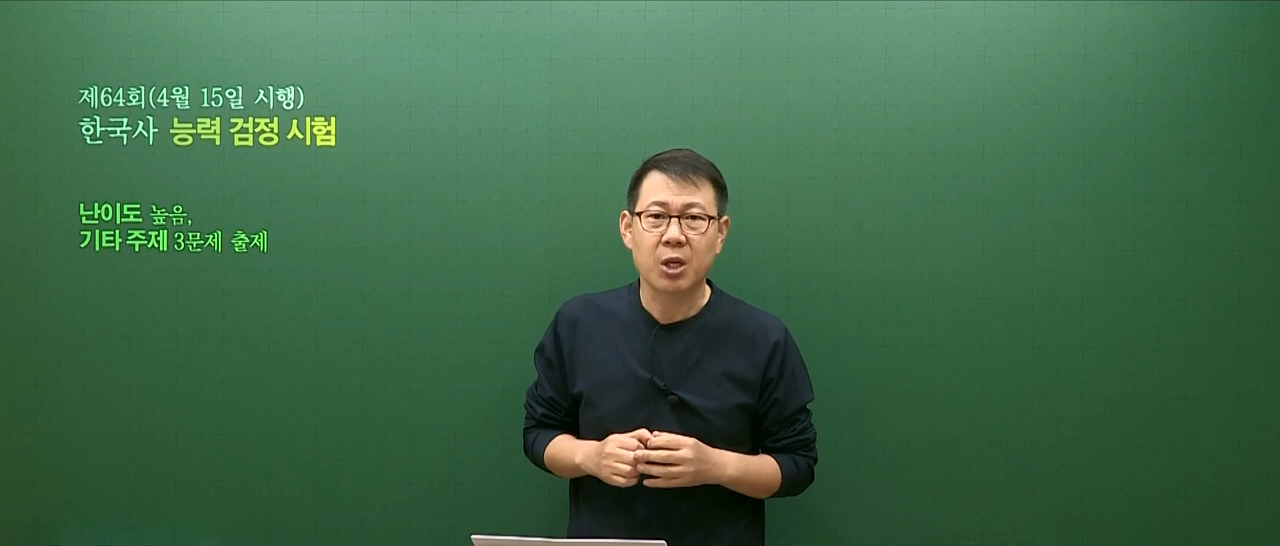 제64회(4월 15일 시행)
한국사 능력 검정 시험
난이도 높음,
기타 주제 3문제 출제